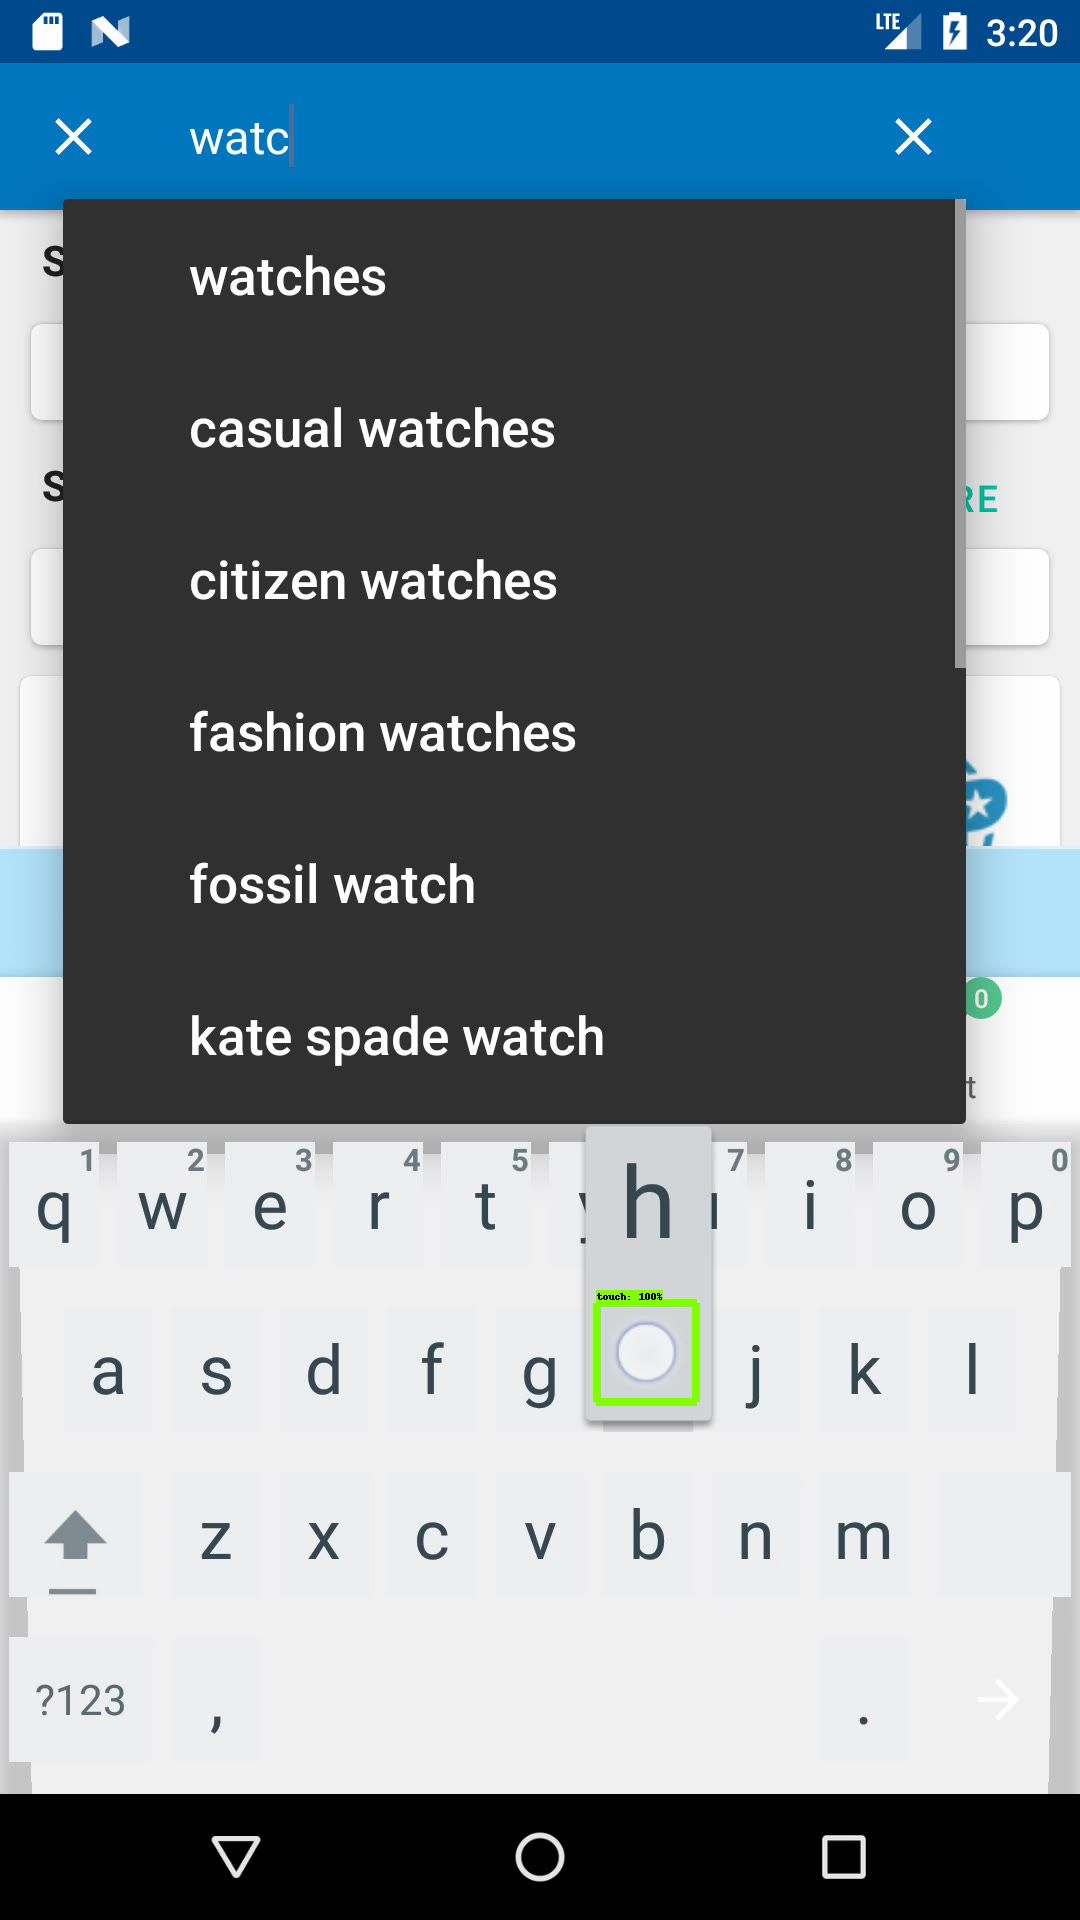 LTE 3:20
watc
S
watches
casual watches
S
RE
citizen watches
fashion watches
fossil watch
0
kate spade watch
t
1 2 3 4 5 7 8 9 0
q w e r t y h u i o p
touch: 100%
a s d f g j k l
z x c v b n m
?123 , .